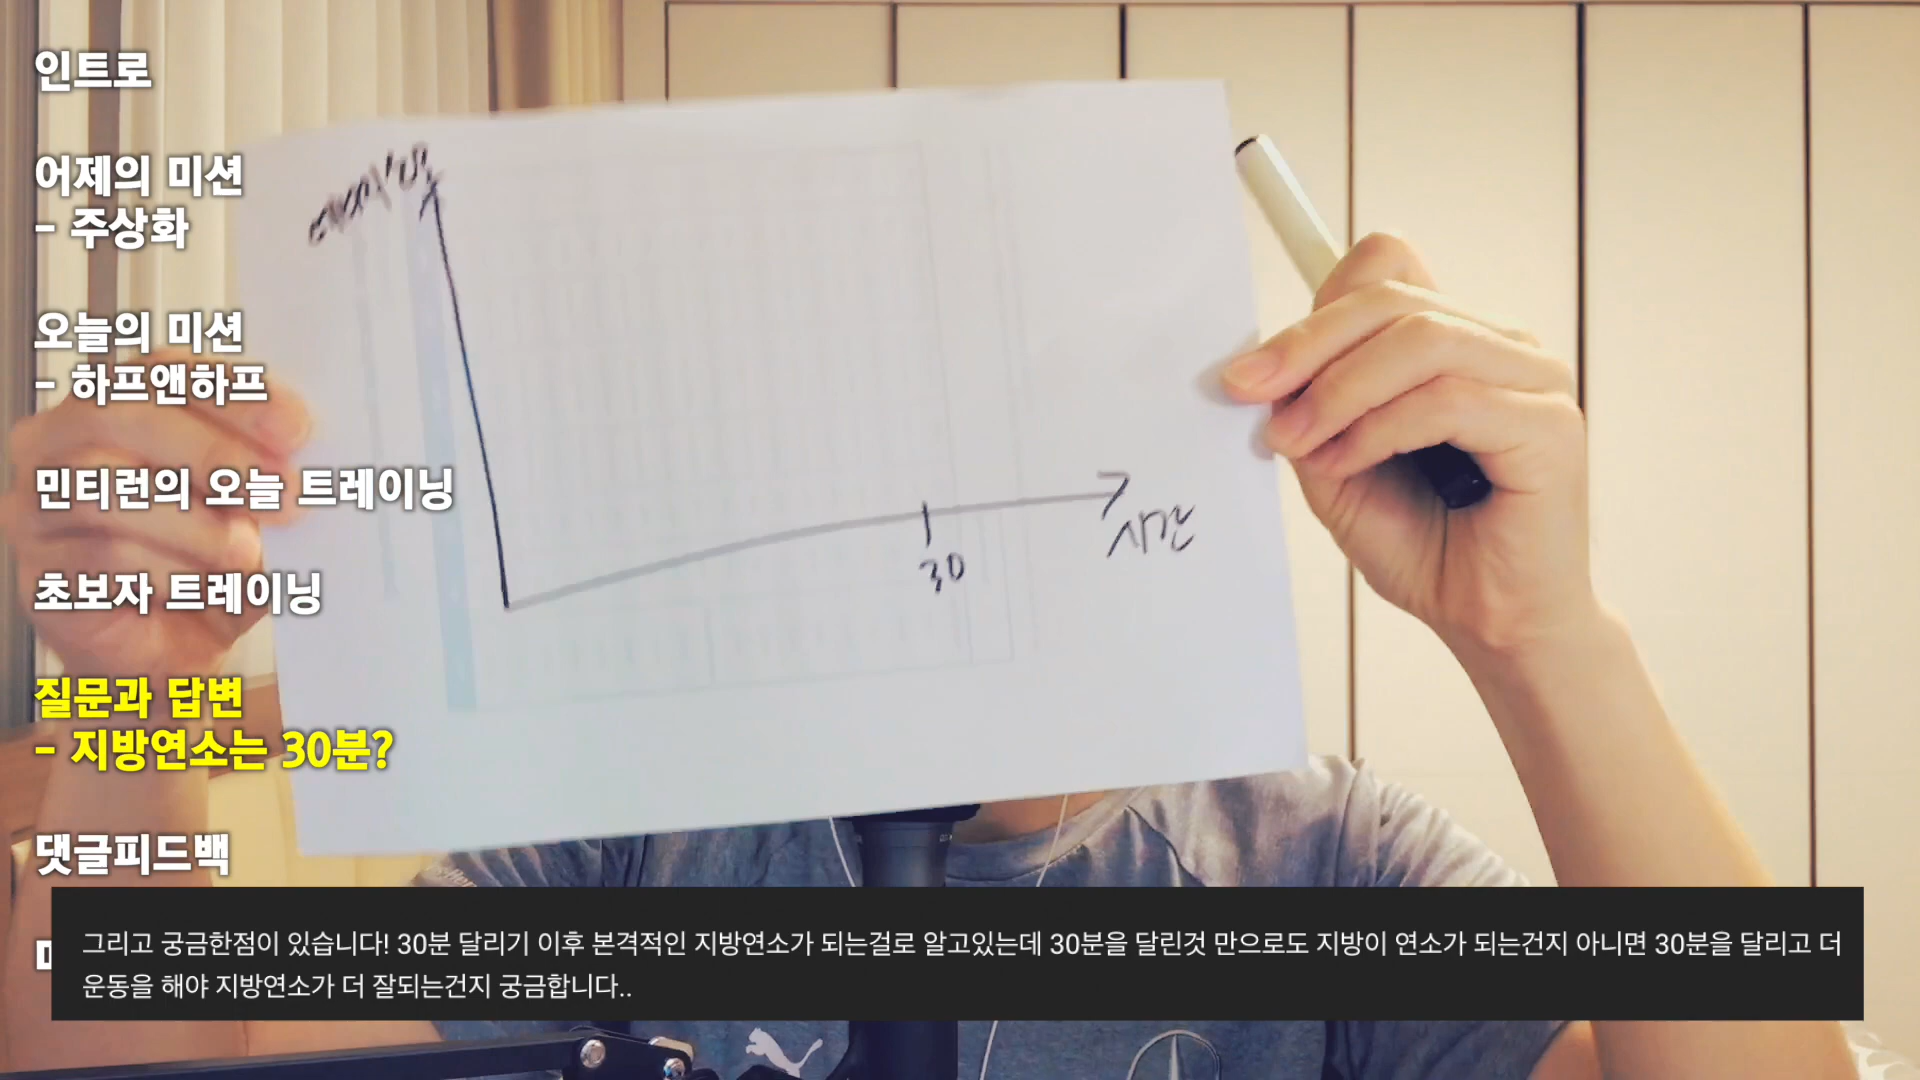 인트로
어제의 미션
- 주상화
오늘의 미션
- 하프앤하프
민티런의 오늘 트레이닝
초보자 트레이닝
질문과 답변
- 지방연소는 30분?
댓글피드백
30
시간
그리고 궁금한점이 있습니다! 30분 달리기 이후 본격적인 지방연소가 되는걸로 알고있는데 30분을 달린것 만으로도 지방이 연소가 되는건지 아니면 30분을 달리고 더
운동을 해야 지방연소가 더 잘되는건지 궁금합니다..